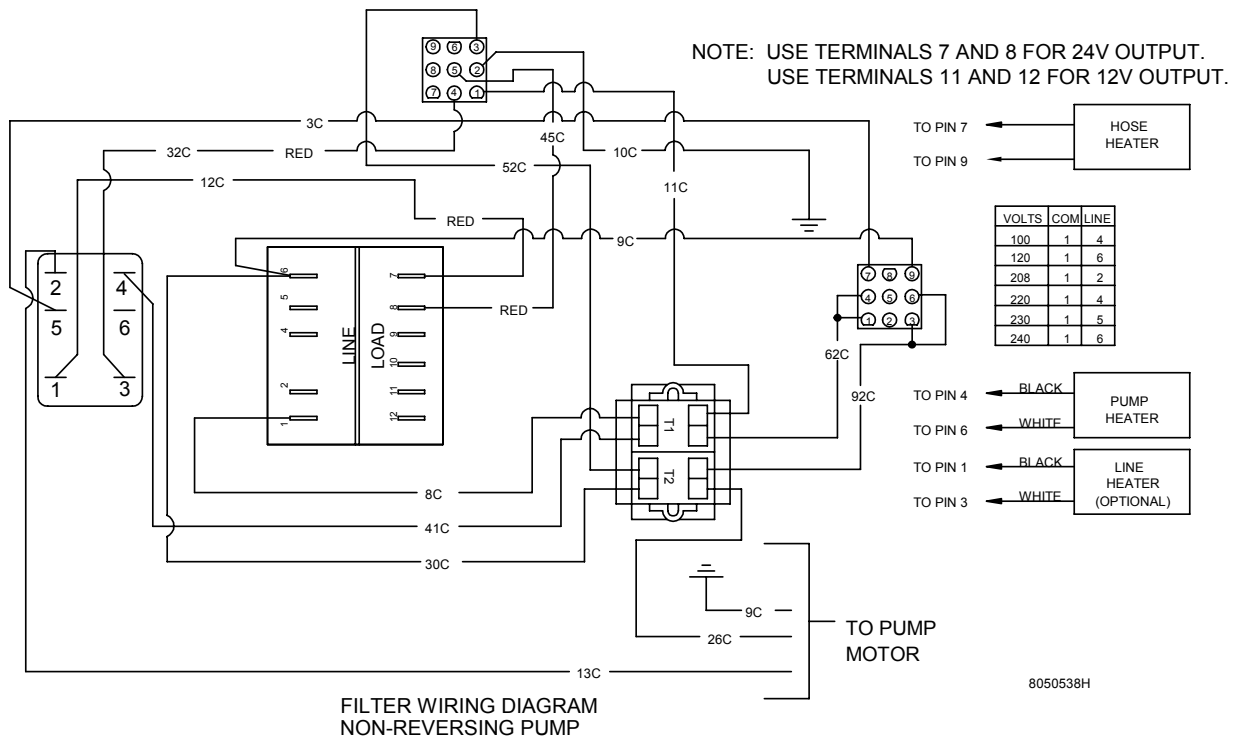 NOTE: USE TERMINALS 7 AND 8 FOR 24V OUTPUT.
USE TERMINALS 11 AND 12 FOR 12V OUTPUT.
9 6 3
8 5 2
7 4 1
3C
45C
32C RED
10C
52C
12C
11C
RED
9C
TO PIN 7
TO PIN 9
HOSE
HEATER
VOLTS COM LINE
100 1 4
120 1 6
208 1 2
220 1 4
230 1 5
240 1 6
2 4
5 6
1 3
6
5
4
2
1
LINE
LOAD
7
8
9
10
11
12
RED
7 8 9
4 5 6
1 2 3
62C
92C
T1
T2
TO PIN 4 BLACK
TO PIN 6 WHITE
PUMP
HEATER
TO PIN 1 BLACK
TO PIN 3 WHITE
LINE
HEATER
(OPTIONAL)
8C
41C
30C
9C
26C
13C
TO PUMP
MOTOR
8050538H
FILTER WIRING DIAGRAM
NON-REVERSING PUMP